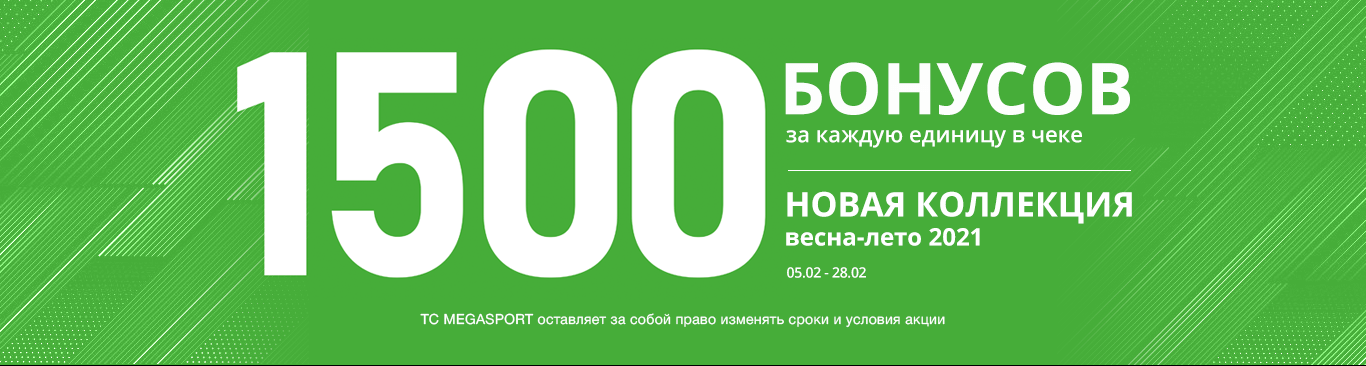 1500
БОНУСОВ
за каждую единицу в чеке
НОВАЯ КОЛЛЕКЦИЯ
весна-лето 2021
05.02 - 28.02
ТС MEGASPORT оставляет за собой право изменять сроки и условия акции